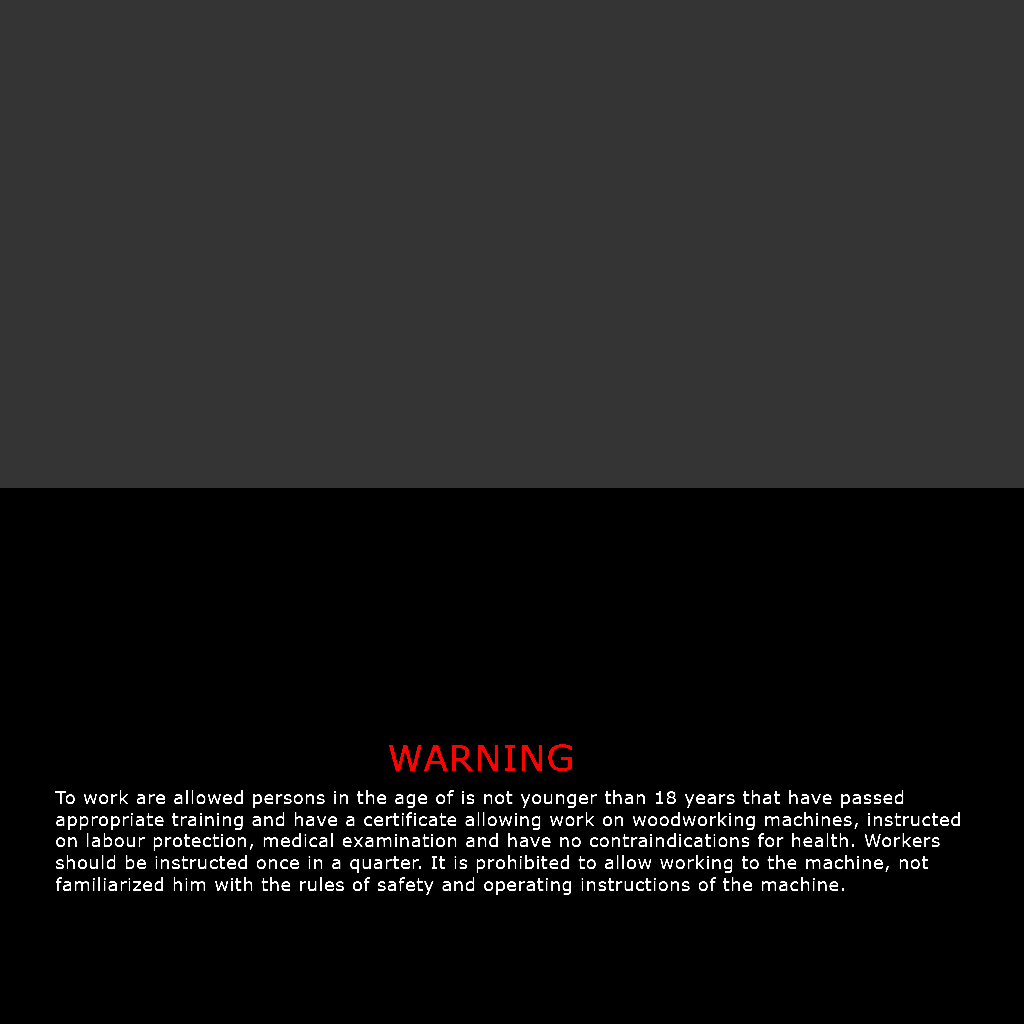 WARNING
To work are allowed persons in the age of is not younger than 18 years that have passed
appropriate training and have a certificate allowing work on woodworking machines, instructed
on labour protection, medical examination and have no contraindications for health. Workers
should be instructed once in a quarter. It is prohibited to allow working to the machine, not
familiarized him with the rules of safety and operating instructions of the machine.